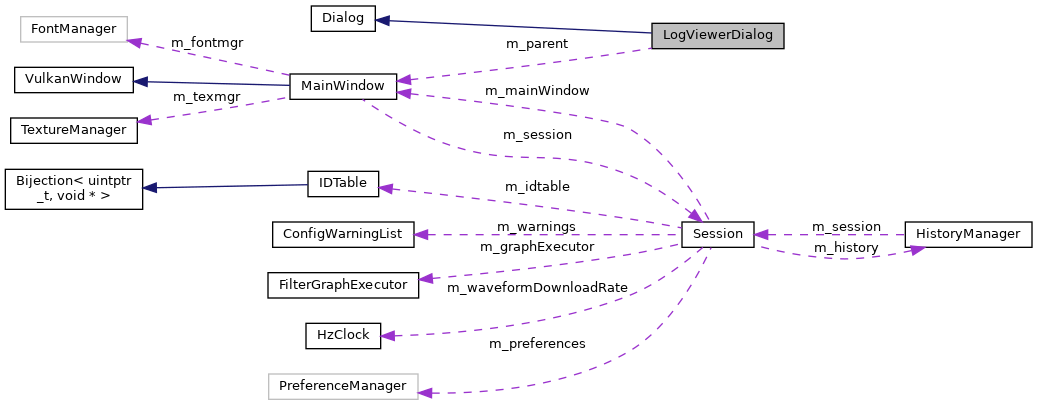 Dialog
FontManager
LogViewerDialog
m_fontmgr
m_parent
VulkanWindow
MainWindow
m_mainWindow
m_texmgr
TextureManager
m_session
Bijection< uintptr
_t, void * >
IDTable
m_idtable
m_warnings
m_session
ConfigWarningList
Session
HistoryManager
m_graphExecutor
m_history
FilterGraphExecutor
m_waveformDownloadRate
HzClock
m_preferences
PreferenceManager